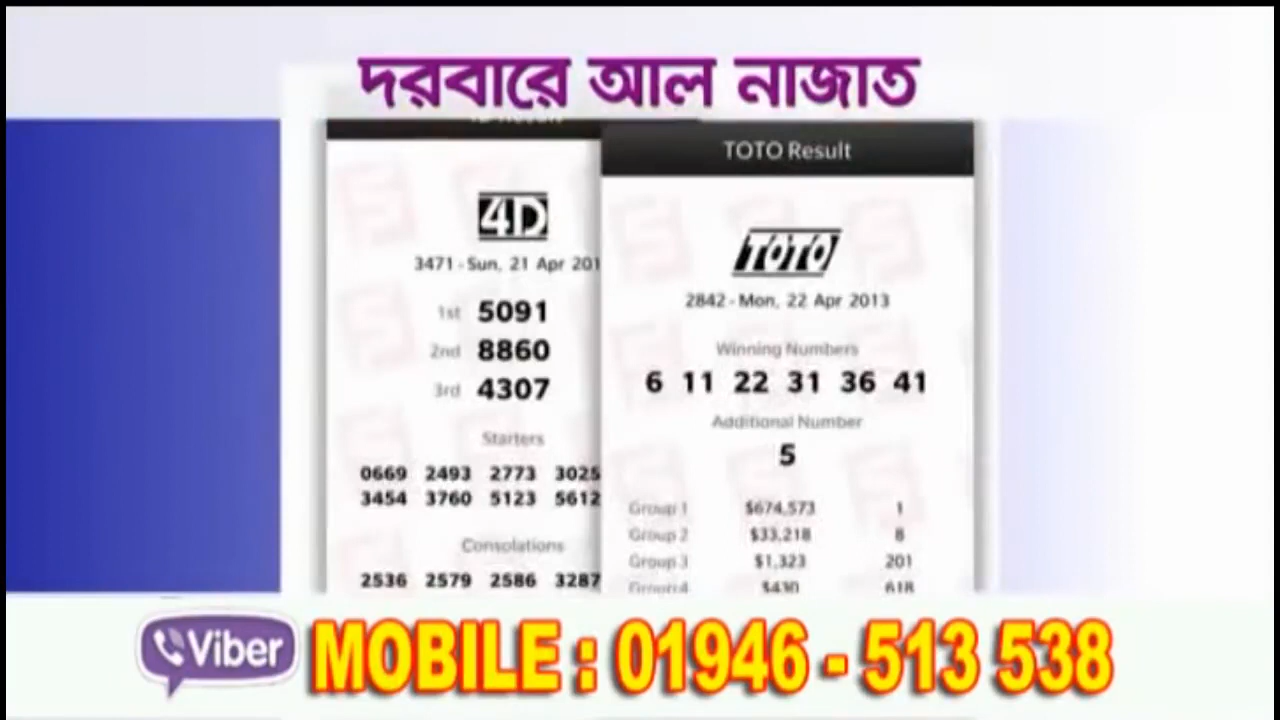 দরবারে আল নাজাত
TOTO Result
4D
3471 - Sun, 21 Apr 201
1st 5091
2nd 8860
3rd 4307
Starters
0669 2493 2773 3025
3454 3760 5123 5612
Consolations
2536 2579 2586 3287
TOTO
2842 - Mon, 22 Apr 2013
Winning Numbers
6 11 22 31 36 41
Additional Number
5
Group 1 $674,573 1
Group 2 $33,218 8
Group 3 $1,323 201
Group 4 $430 618
Viber MOBILE : 01946 - 513 538